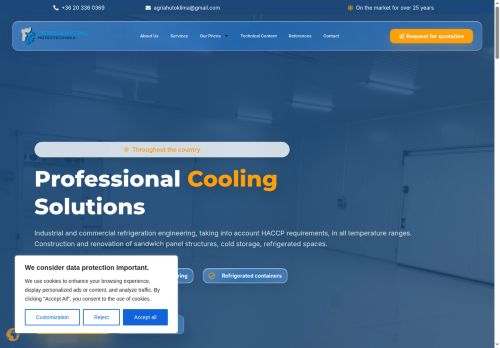 +36 20 336 0369
agriahutoklima@gmail.com
On the market for over 25 years
About Us
Services
Our Prices
Technical Content
References
Contact
Request for quotation
Throughout the country
Professional Cooling
Solutions
Industrial and commercial refrigeration engineering, taking into account HACCP requirements, in all temperature ranges.
Construction and renovation of sandwich panel structures, cold storage, refrigerated spaces.
Refrigerated containers
We consider data protection important.
We use cookies to enhance your browsing experience,
display personalized ads or content, and analyze traffic. By
clicking "Accept All", you consent to the use of cookies.
Customization
Reject
Accept all